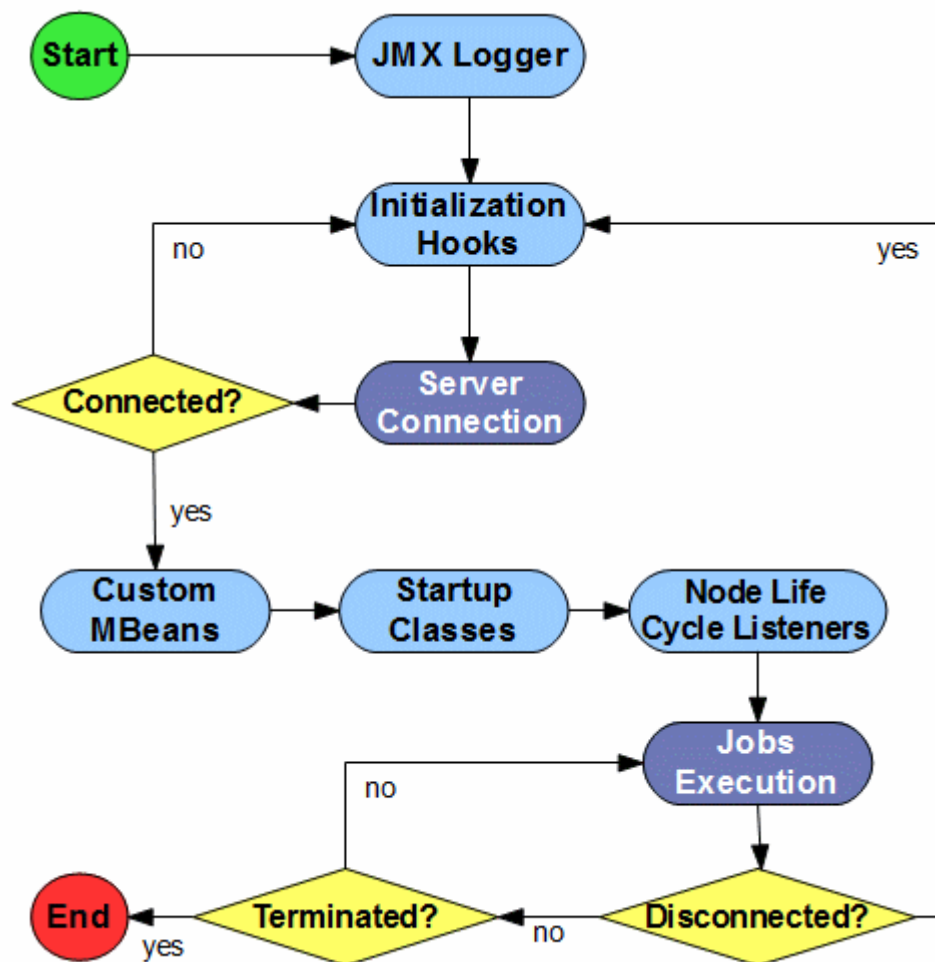 Start
JMX Logger
Initialization
Hooks
no
yes
Connected?
Server
Connection
yes
Custom
MBeans
Startup
Classes
Node Life
Cycle Listeners
Jobs
Execution
no
End
Terminated?
Disconnected?
yes
no